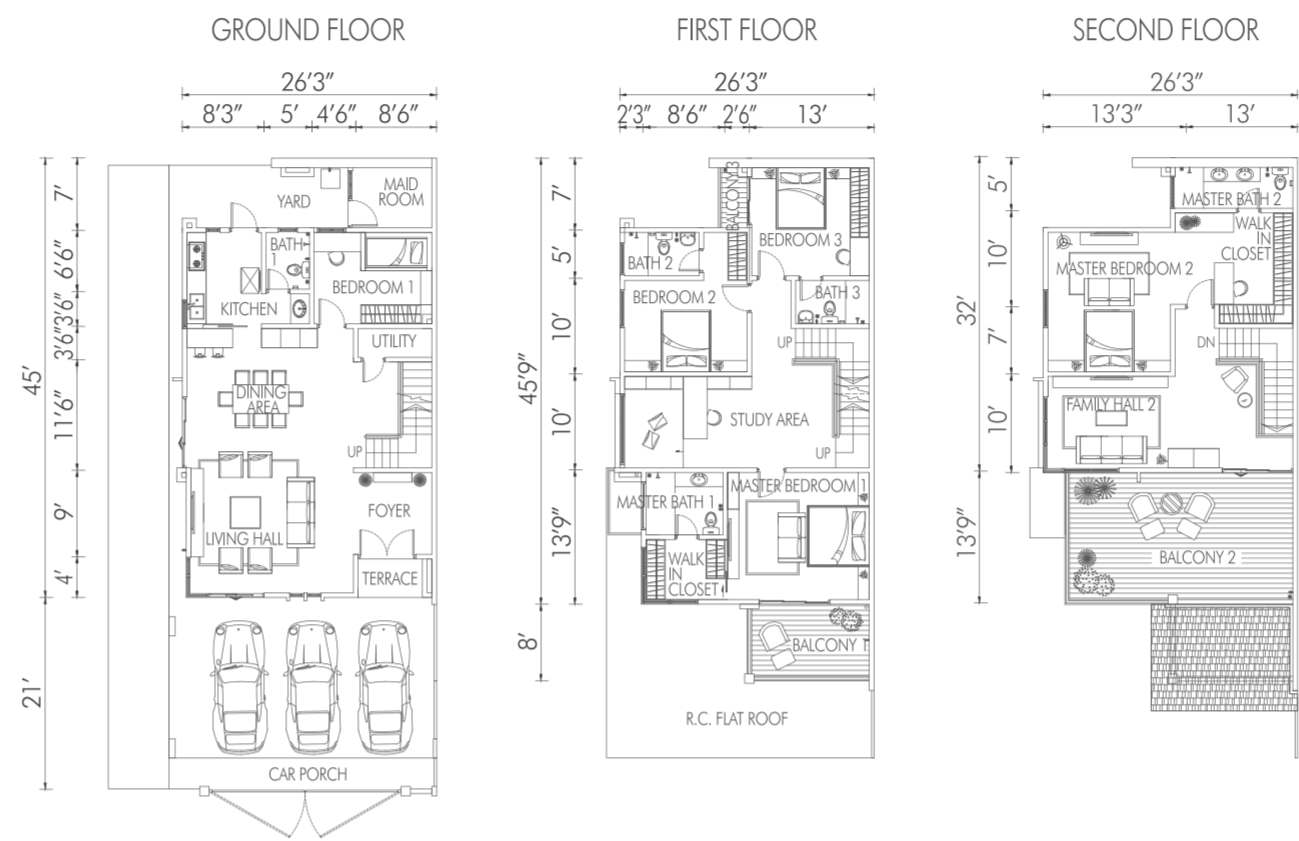 GROUND FLOOR
26'3"
8'3" 5' 4'6" 8'6"
45'
21'
7'
6'6"
3'6"
3'6"
11'6"
9'
4'
YARD
MAID
ROOM
BATH
1
KITCHEN
BEDROOM 1
UTILITY
DINING
AREA
UP
LIVING HALL
FOYER
TERRACE
CAR PORCH
FIRST FLOOR
26'3"
2'3" 8'6" 2'6" 13'
45'9"
8'
7'
5'
10'
10'
13'9"
BALCONY 3
BEDROOM 3
BATH 2
BEDROOM 2
BATH 3
UP
STUDY AREA
UP
MASTER BATH 1
MASTER BEDROOM 1
WALK
IN
CLOSET
BALCONY 1
R.C. FLAT ROOF
SECOND FLOOR
26'3"
13'3" 13'
32'
13'9"
5'
10'
7'
10'
MASTER BATH 2
WALK
IN
CLOSET
MASTER BEDROOM 2
DN
FAMILY HALL 2
BALCONY 2